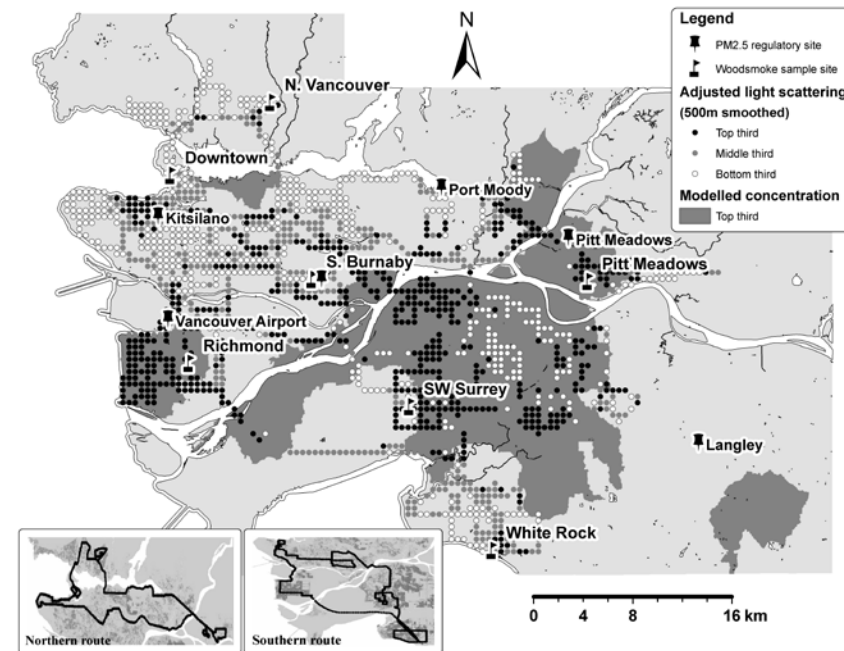 N
Legend
PM2.5 regulatory site
Woodsmoke sample site
Adjusted light scattering
(500m smoothed)
Top third
Middle third
Bottom third
Modelled concentration
Top third
N. Vancouver
Downtown
Port Moody
Kitsilano
Pitt Meadows
S. Burnaby
Pitt Meadows
Vancouver Airport
Richmond
SW Surrey
Langley
White Rock
0 4 8 16 km
Northern route
Southern route